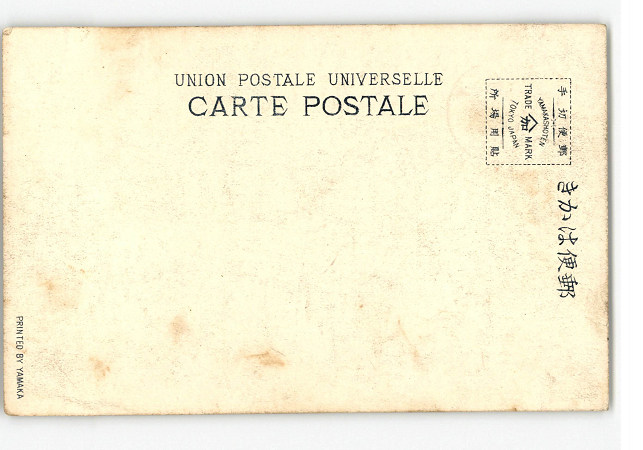 UNION POSTALE UNIVERSELLE
CARTE POSTALE
郵便切手
YAMAKASHOTEN
TRADE MARK
TOKYO JAPAN
貼用場所
郵便はかき
PRINTED BY YAMAKA